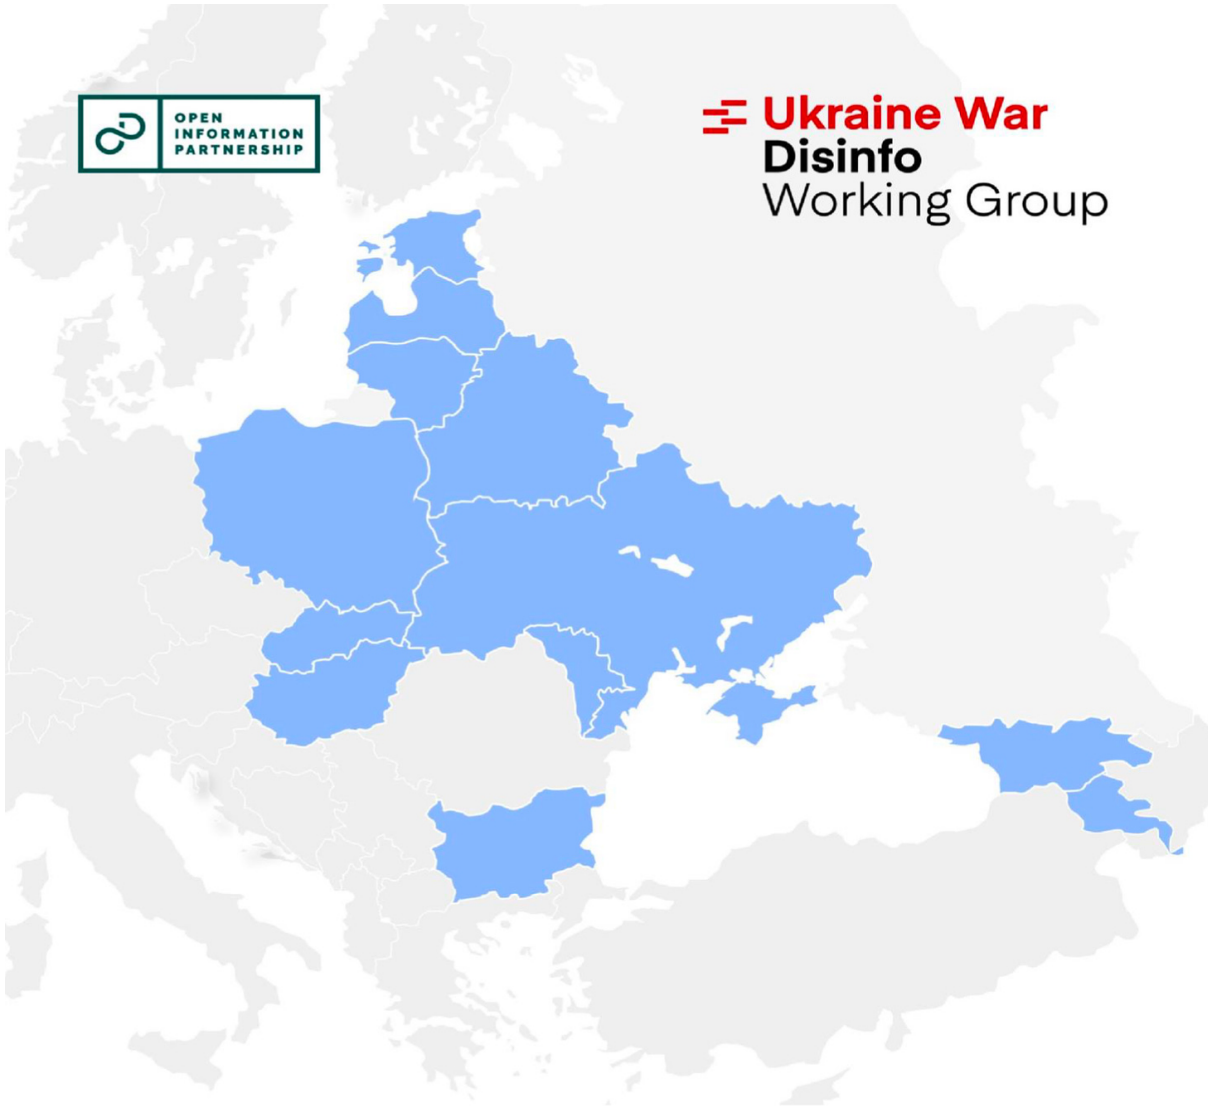 OPEN
INFORMATION
PARTNERSHIP
Ukraine War
Disinfo
Working Group